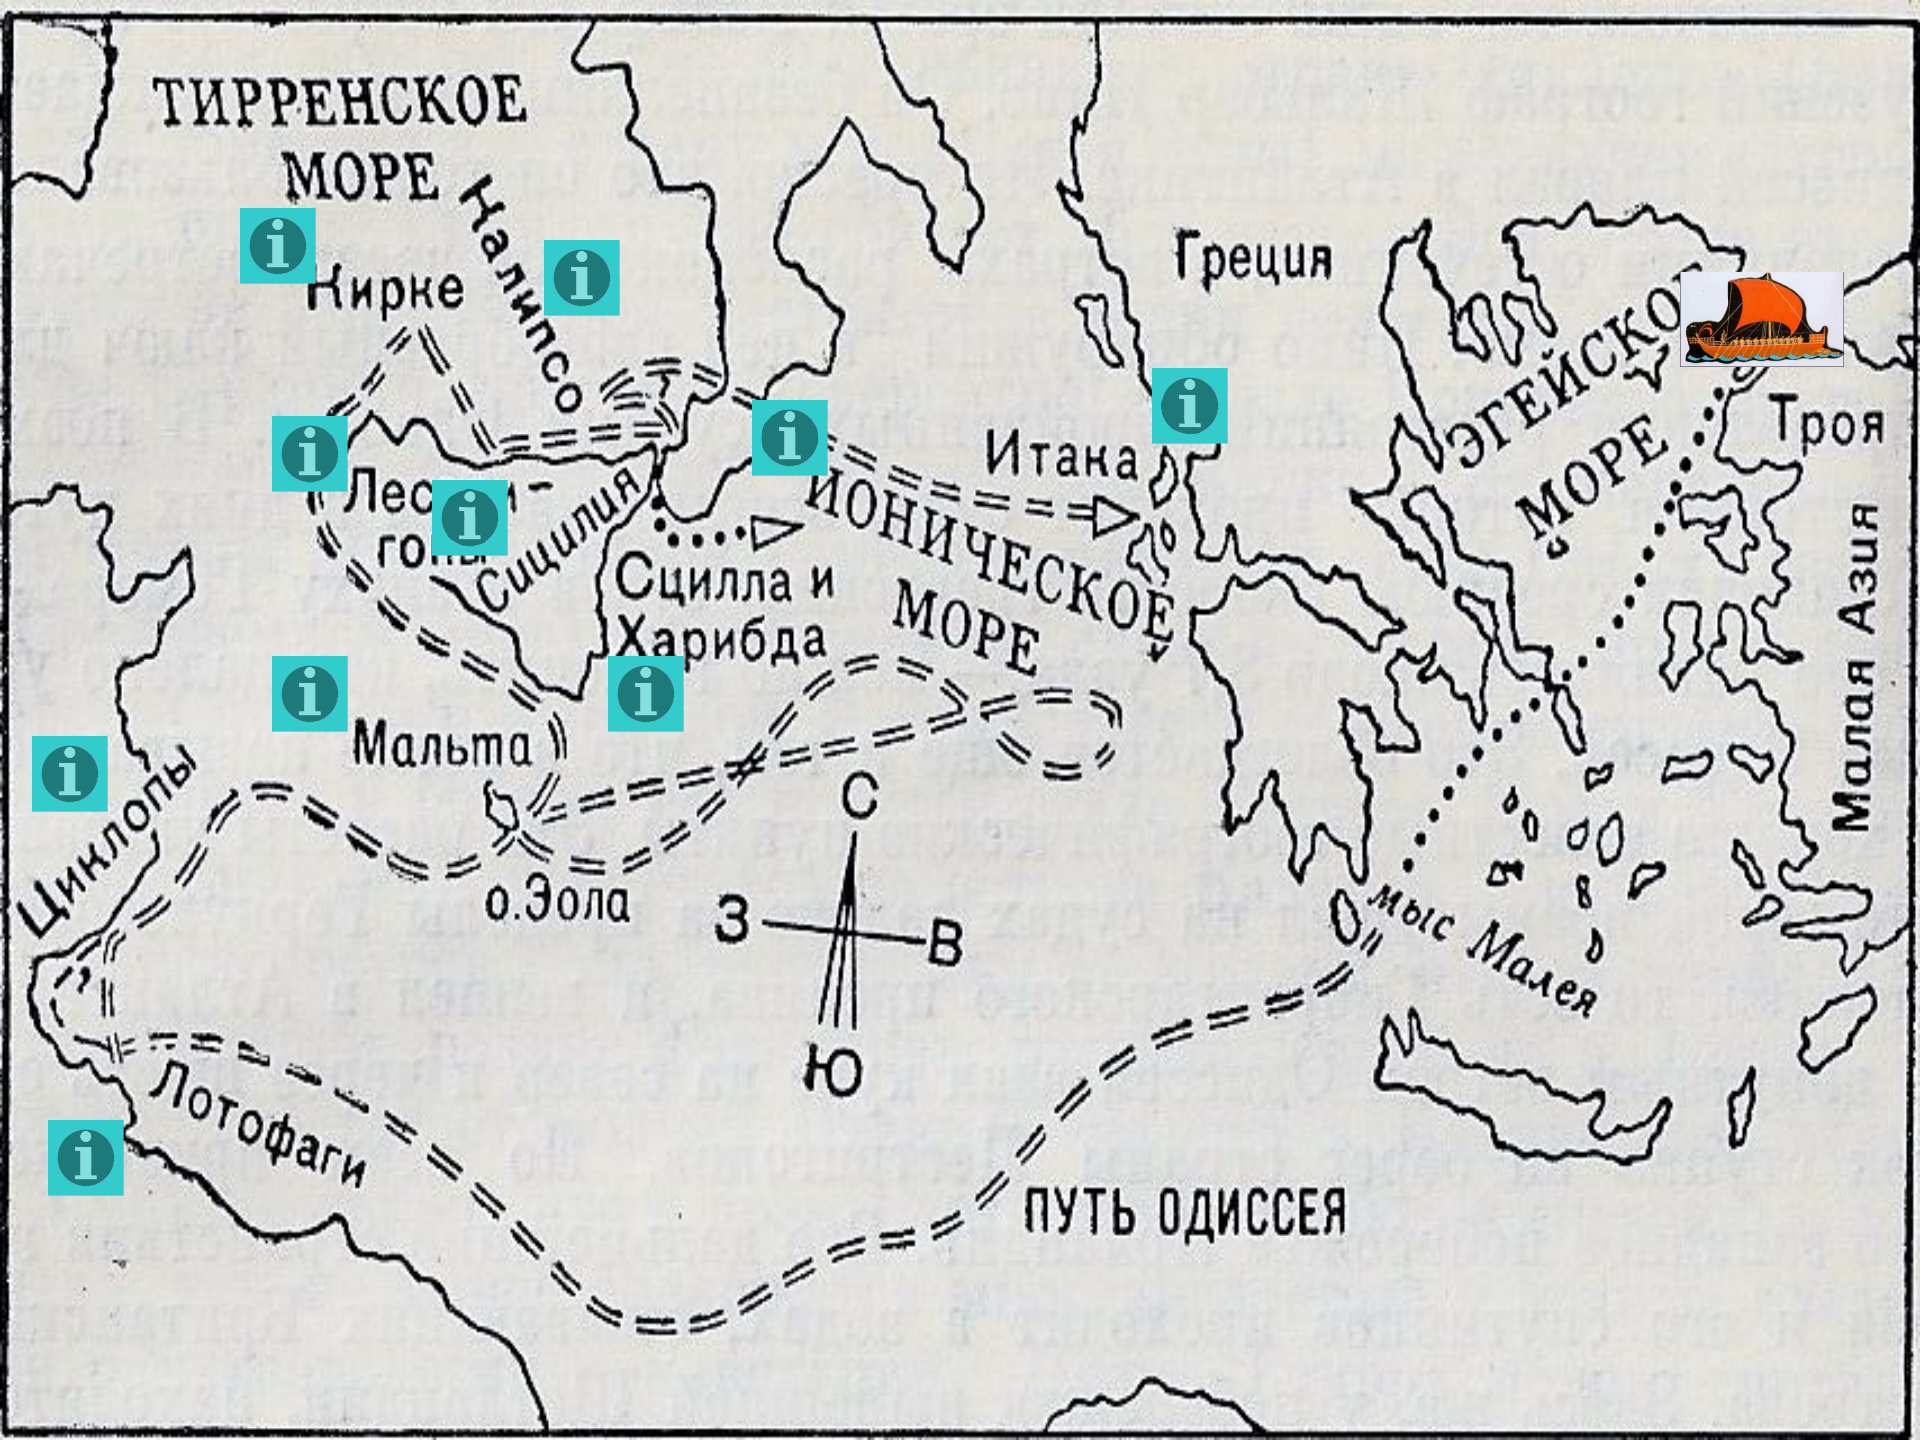 ТИРРЕНСКОЕ
МОРЕ
Калипсо
Кирке
Греция
ЭГЕЙСКОЕ
МОРЕ
Троя
Итака
гоны
Сицилия
ИОНИЧЕСКОЕ
МОРЕ
Сцилла и
Харибда
Малая Азия
Мальта
Циклопы
о.Эола
С
З
В
Ю
мыс Малея
Лотофаги
ПУТЬ ОДИССЕЯ